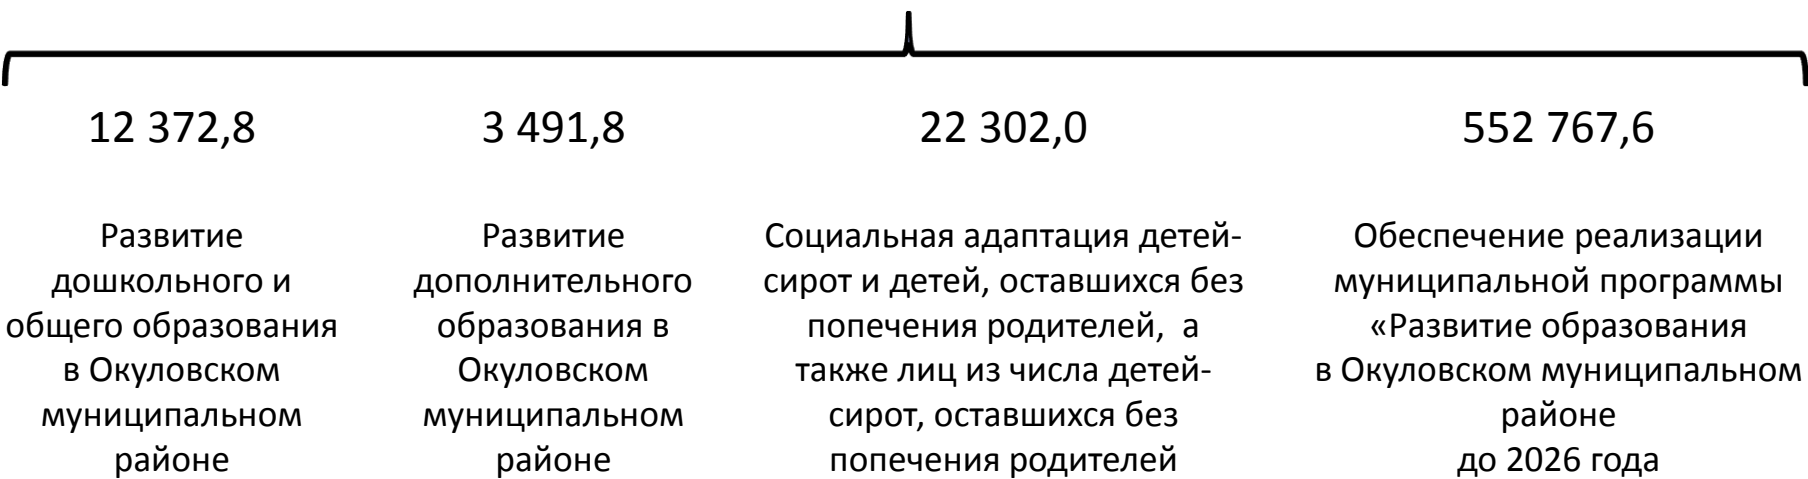 12 372,8
Развитие
дошкольного и
общего образования
в Окуловском
муниципальном
районе
3 491,8
Развитие
дополнительного
образования в
Окуловском
муниципальном
районе
22 302,0
Социальная адаптация детей-
сирот и детей, оставшихся без
попечения родителей, а
также лиц из числа детей-
сирот, оставшихся без
попечения родителей
552 767,6
Обеспечение реализации
муниципальной программы
«Развитие образования
в Окуловском муниципальном
районе
до 2026 года